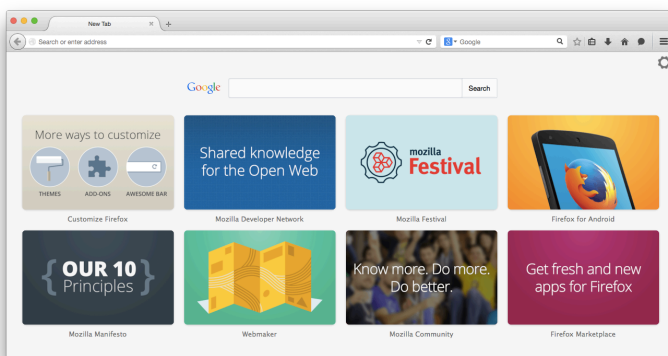 New Tab
Search or enter address
Google
Google
Search
More ways to customize
THEMES
ADD-ONS
AWESOME BAR
Shared knowledge
for the Open Web
mozilla
Festival
Customize Firefox
Mozilla Developer Network
Mozilla Festival
Firefox for Android
{ OUR 10
Principles }
Know more. Do more.
Do better.
Get fresh and new
apps for Firefox
Mozilla Manifesto
Webmaker
Mozilla Community
Firefox Marketplace